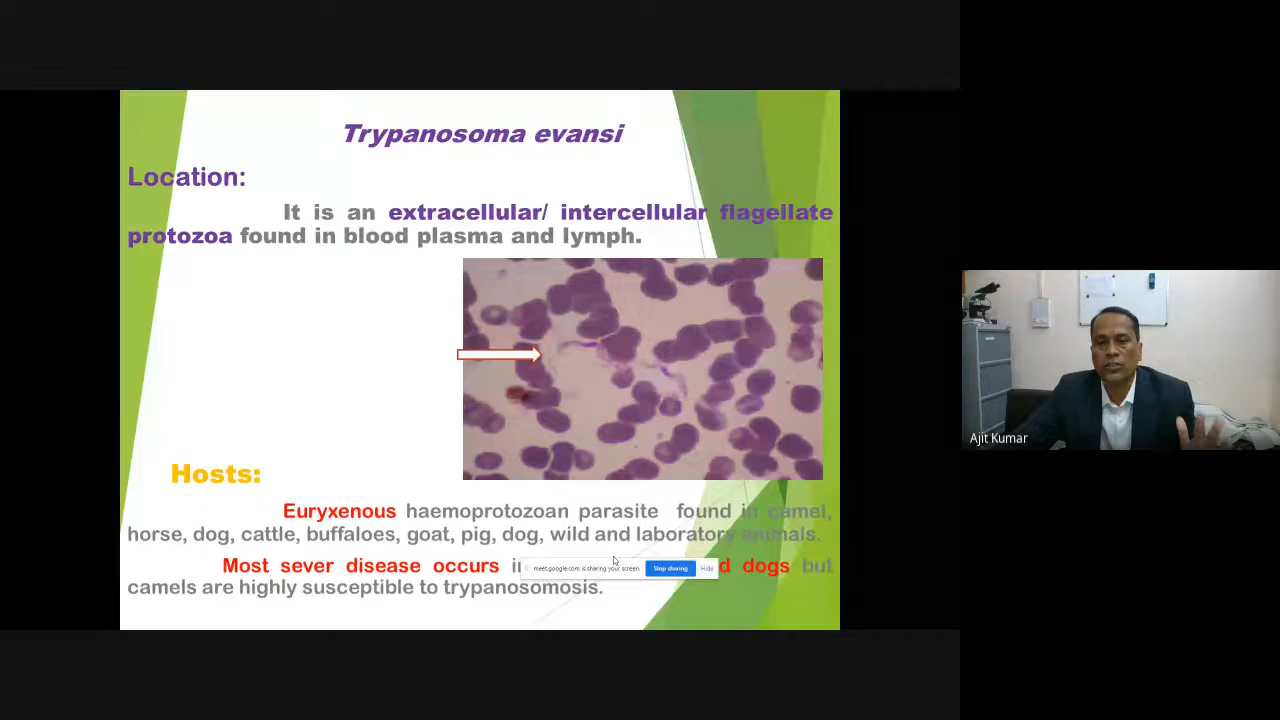 Trypanosoma evansi
Location:
It is an extracellular/ intercellular flagellate
protozoa found in blood plasma and lymph.
Hosts:
Euryxenous haemoprotozoan parasite found in camel,
horse, dog, cattle, buffaloes, goat, pig, dog, wild and laboratory animals.
Most sever disease occurs dogs but
meet.google.com is sharing your screen. Stop sharing Hide
camels are highly susceptible to trypanosomosis.
Ajit Kumar